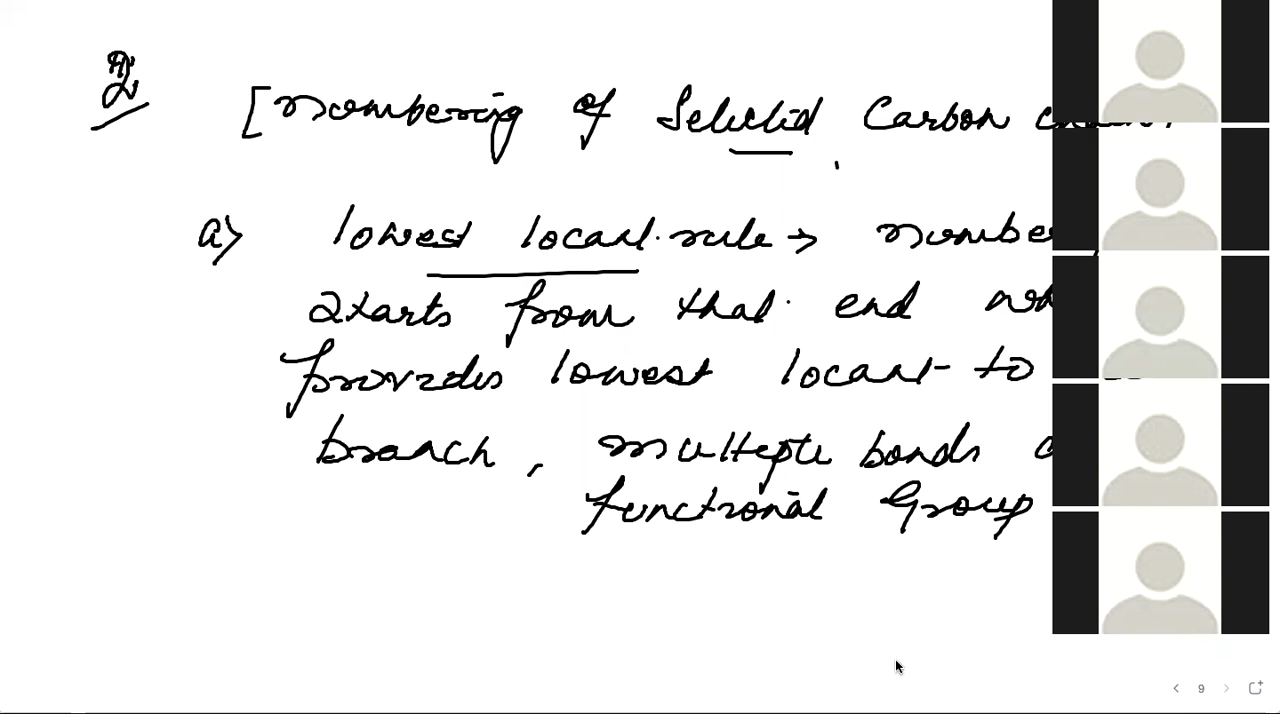 2
[Numbering of Selected Carbon
a) lowest locant rule → number
starts from that end
provides lowest locant to
branch, multiple bonds
functional Group
9